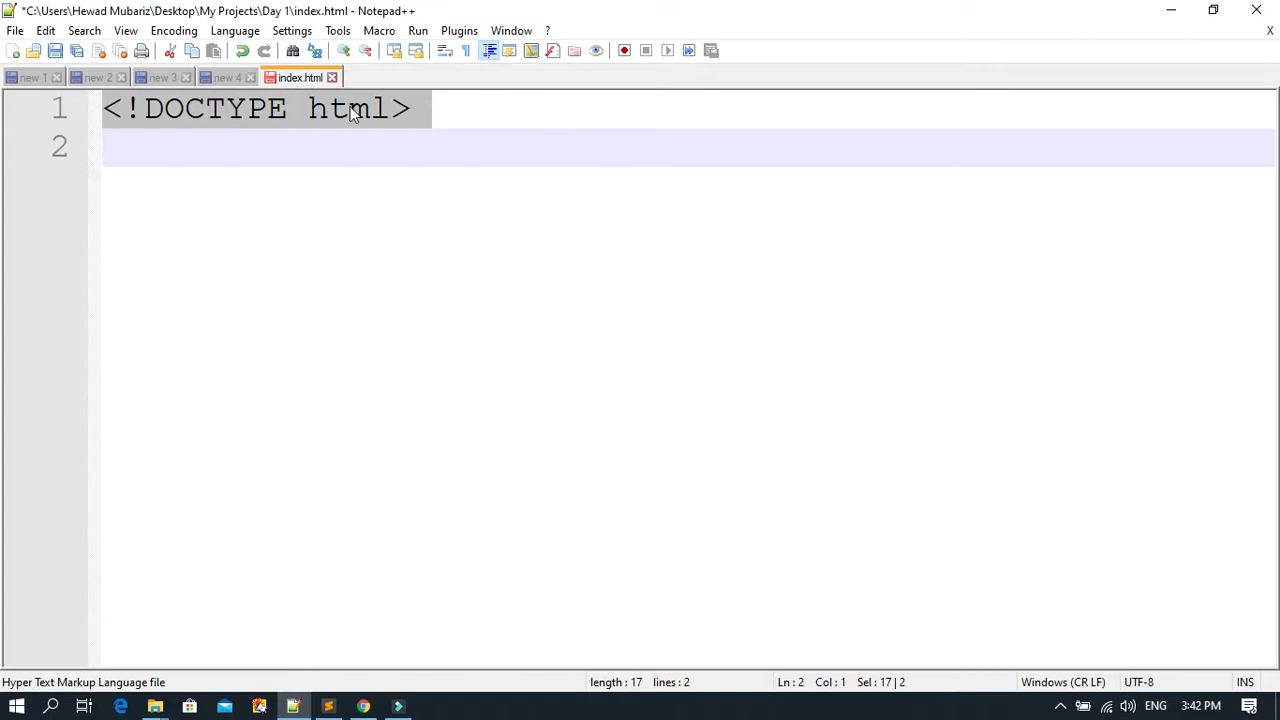 *C:\Users\Hewad Mubariz\Desktop\My Projects\Day 1\index.html - Notepad++
File Edit Search View Encoding Language Settings Tools Macro Run Plugins Window ? X
new 1 new 2 new 3 new 4 index.html
1 <!DOCTYPE html>
2
Hyper Text Markup Language file length : 17 lines : 2 Ln : 2 Col : 1 Sel : 17 | 2 Windows (CR LF) UTF-8 INS
ENG 3:42 PM